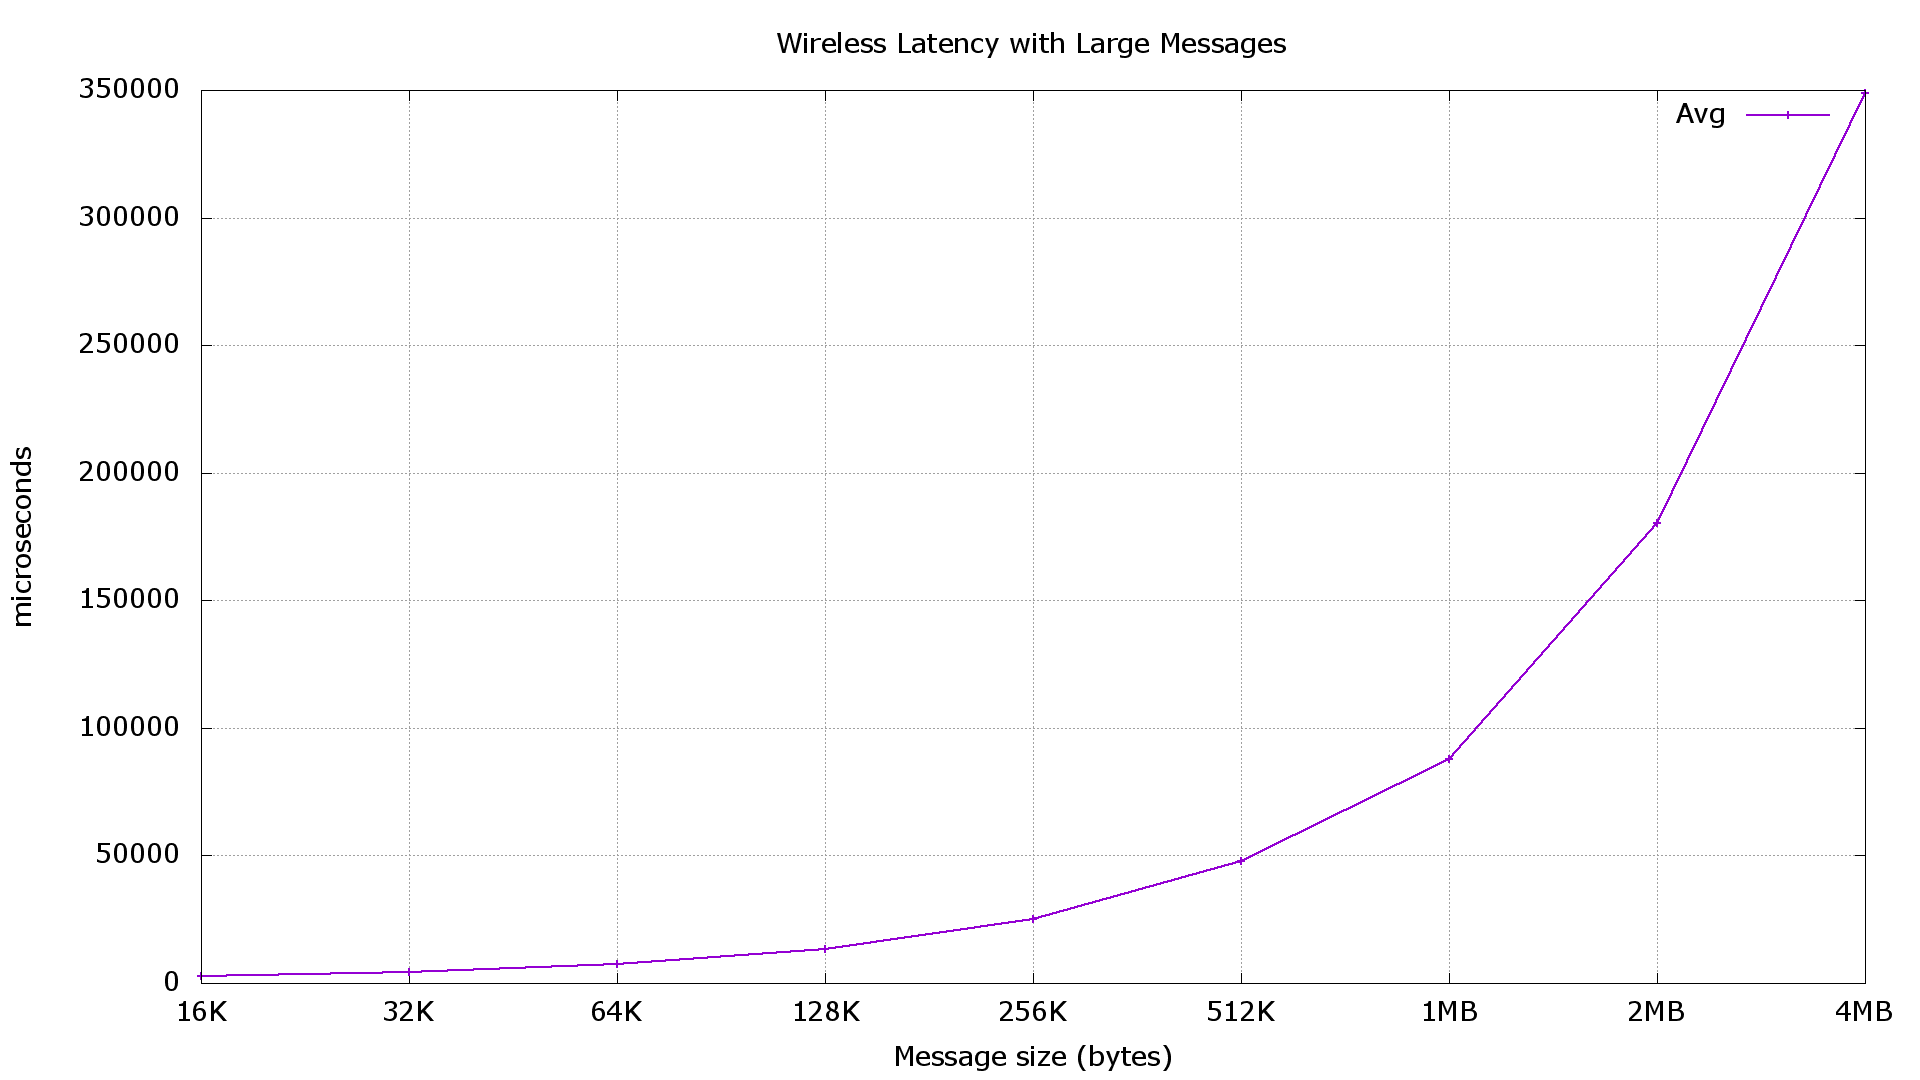 Wireless Latency with Large Messages
350000
Avg
300000
250000
200000
150000
100000
50000
0
microseconds
16K 32K 64K 128K 256K 512K 1MB 2MB 4MB
Message size (bytes)